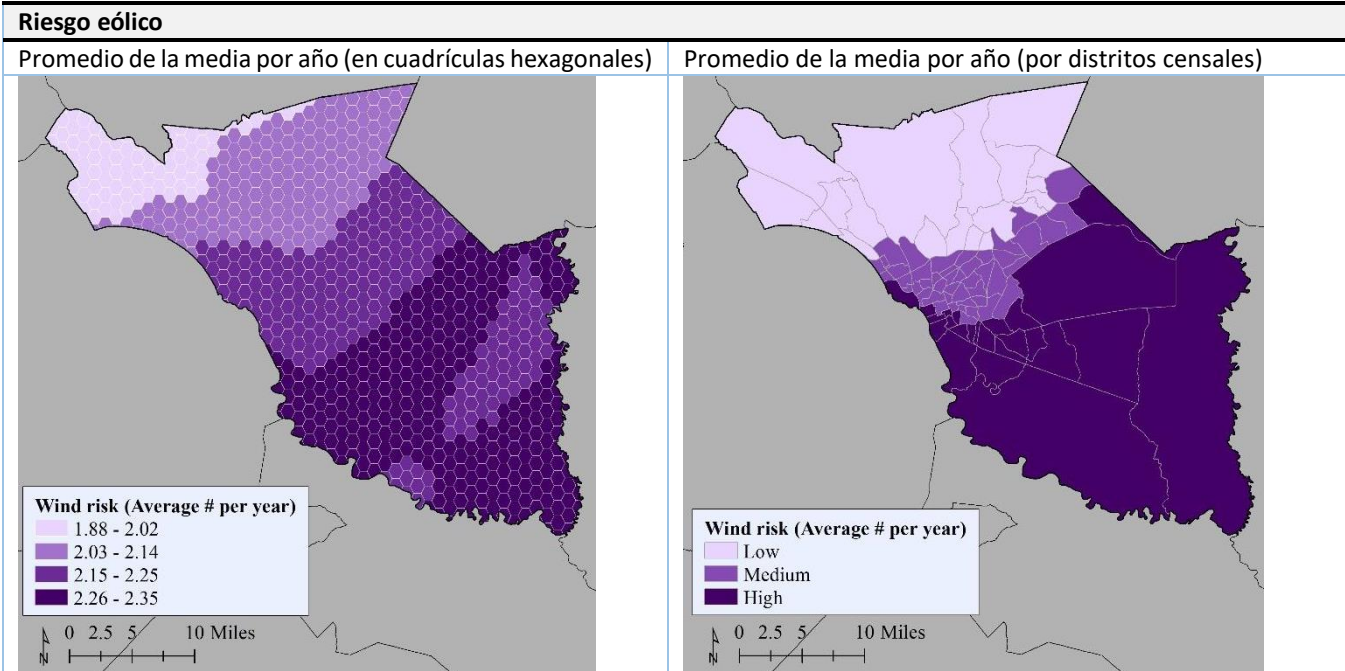 Riesgo eólico
Promedio de la media por año (en cuadrículas hexagonales)
Promedio de la media por año (por distritos censales)
Wind risk (Average # per year)
1.88 - 2.02
2.03 - 2.14
2.15 - 2.25
2.26 - 2.35
N
0 2.5 5 10 Miles
Wind risk (Average # per year)
Low
Medium
High
N
0 2.5 5 10 Miles